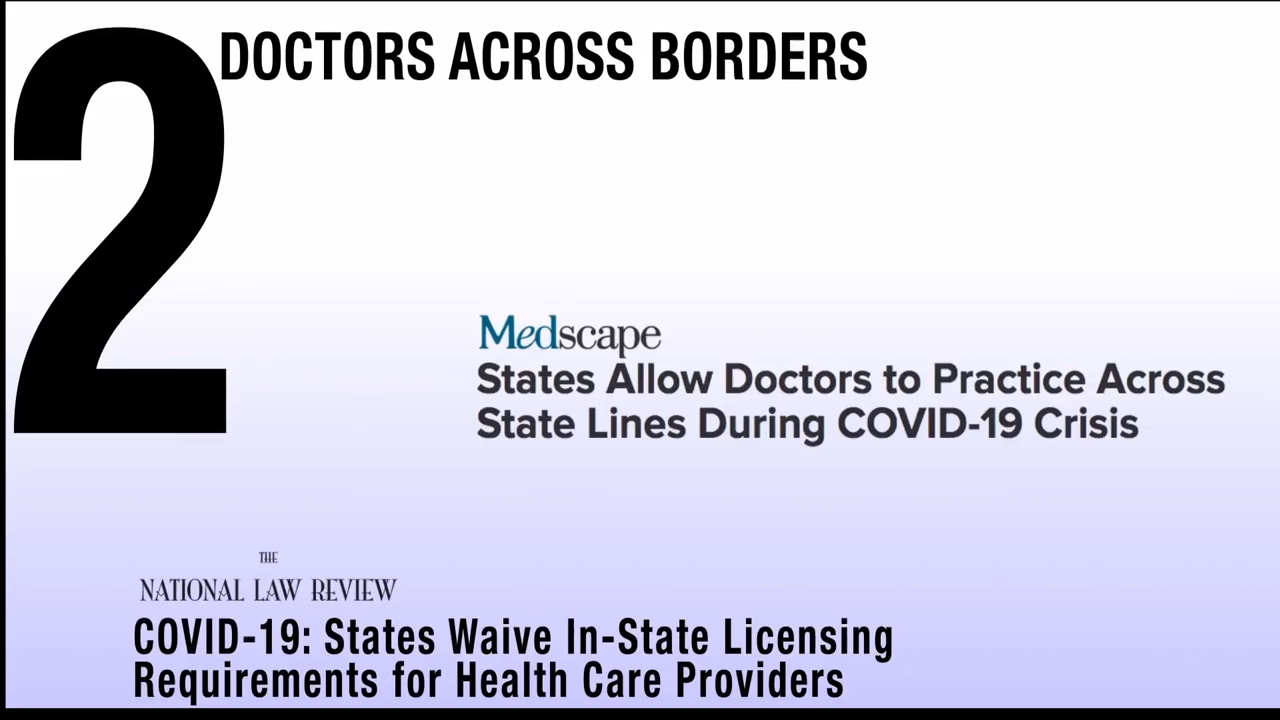 2
DOCTORS ACROSS BORDERS
Medscape
States Allow Doctors to Practice Across
State Lines During COVID-19 Crisis
THE
NATIONAL LAW REVIEW
COVID-19: States Waive In-State Licensing
Requirements for Health Care Providers